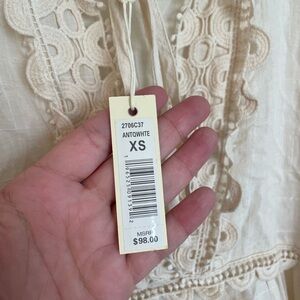 2706C37
ANTQWHTE
XS
MSRP
$98.00